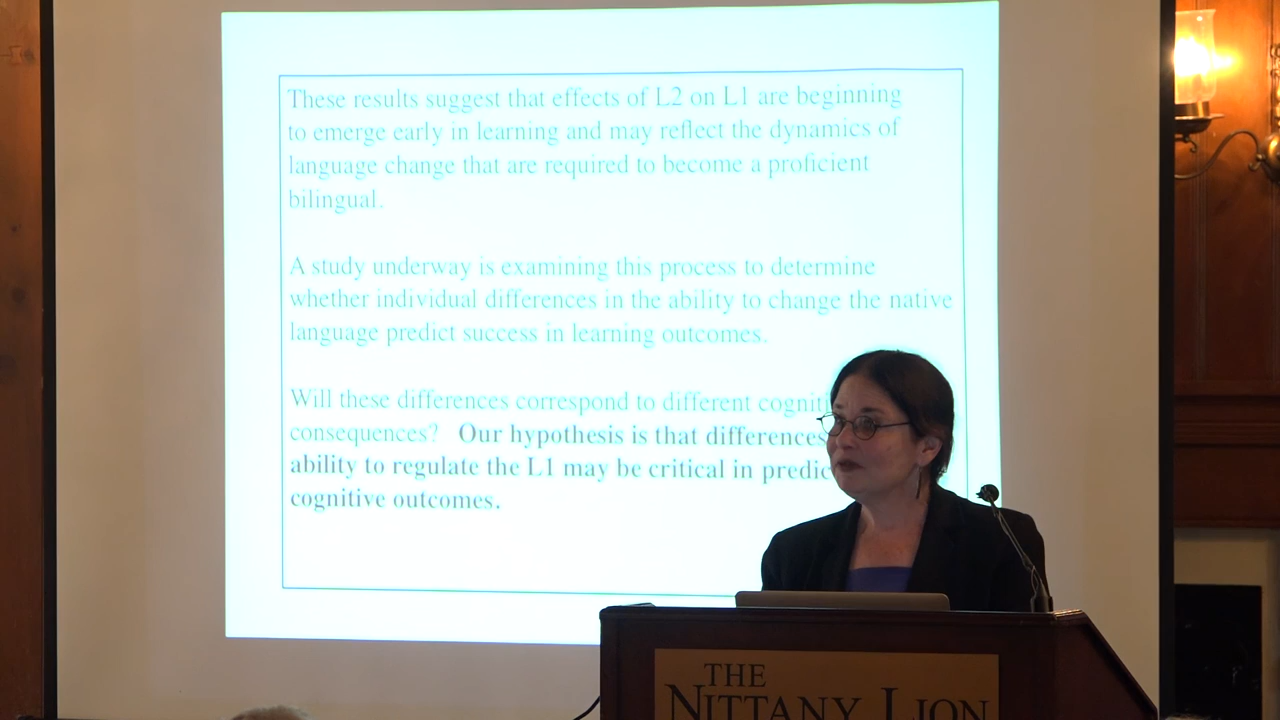 These results suggest that effects of L2 on L1 are beginning
to emerge early in learning and may reflect the dynamics of
language change that are required to become a proficient
bilingual.
A study underway is examining this process to determine
whether individual differences in the ability to change the native
language predict success in learning outcomes.
Will these differences correspond to different
consequences? Our hypothesis is that differences
ability to regulate the L1 may be critical in
cognitive outcomes.
THE
NITTANY LION